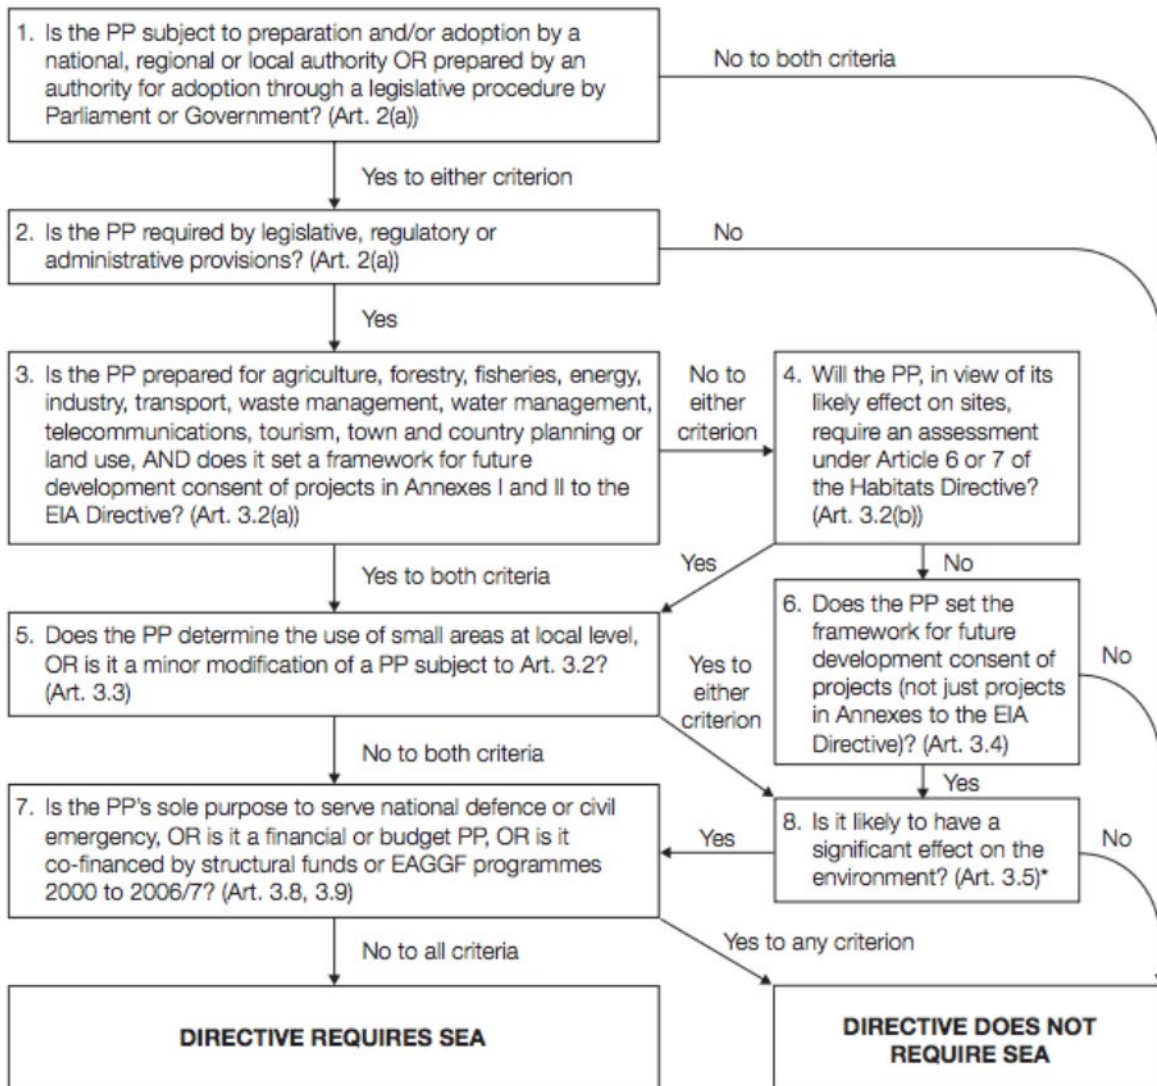 1. Is the PP subject to preparation and/or adoption by a
national, regional or local authority OR prepared by an
authority for adoption through a legislative procedure by
Parliament or Government? (Art. 2(a))
No to both criteria
Yes to either criterion
2. Is the PP required by legislative, regulatory or
administrative provisions? (Art. 2(a))
No
Yes
3. Is the PP prepared for agriculture, forestry, fisheries, energy,
industry, transport, waste management, water management,
telecommunications, tourism, town and country planning or
land use, AND does it set a framework for future
development consent of projects in Annexes I and II to the
EIA Directive? (Art. 3.2(a))
No to
either
criterion
4. Will the PP, in view of its
likely effect on sites,
require an assessment
under Article 6 or 7 of
the Habitats Directive?
(Art. 3.2(b))
Yes to both criteria
Yes
No
5. Does the PP determine the use of small areas at local level,
OR is it a minor modification of a PP subject to Art. 3.2?
(Art. 3.3)
Yes to
either
criterion
6. Does the PP set the
framework for future
development consent of
projects (not just projects
in Annexes to the EIA
Directive)? (Art. 3.4)
No
No to both criteria
Yes
7. Is the PP's sole purpose to serve national defence or civil
emergency, OR is it a financial or budget PP, OR is it
co-financed by structural funds or EAGGF programmes
2000 to 2006/7? (Art. 3.8, 3.9)
Yes
8. Is it likely to have a
significant effect on the
environment? (Art. 3.5)*
No
No to all criteria
Yes to any criterion
DIRECTIVE REQUIRES SEA
DIRECTIVE DOES NOT
REQUIRE SEA